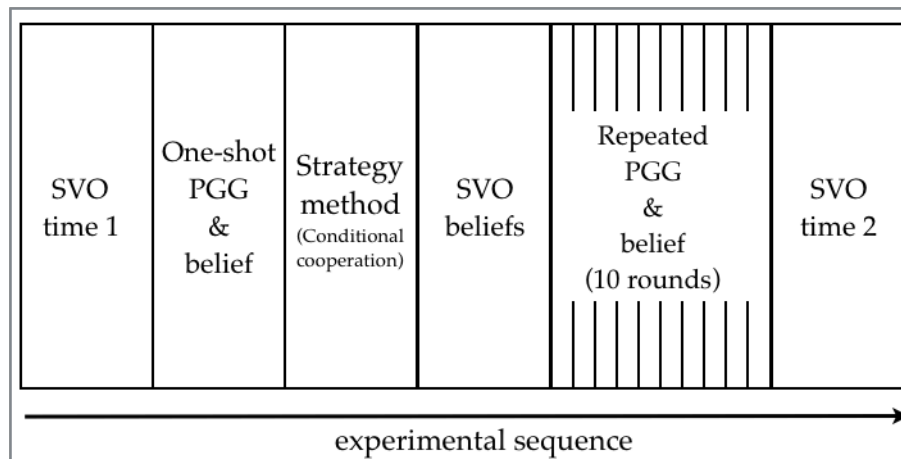 SVO
time 1
One-shot
PGG
&
belief
Strategy
method
(Conditional
cooperation)
SVO
beliefs
Repeated
PGG
&
belief
(10 rounds)
SVO
time 2
experimental sequence